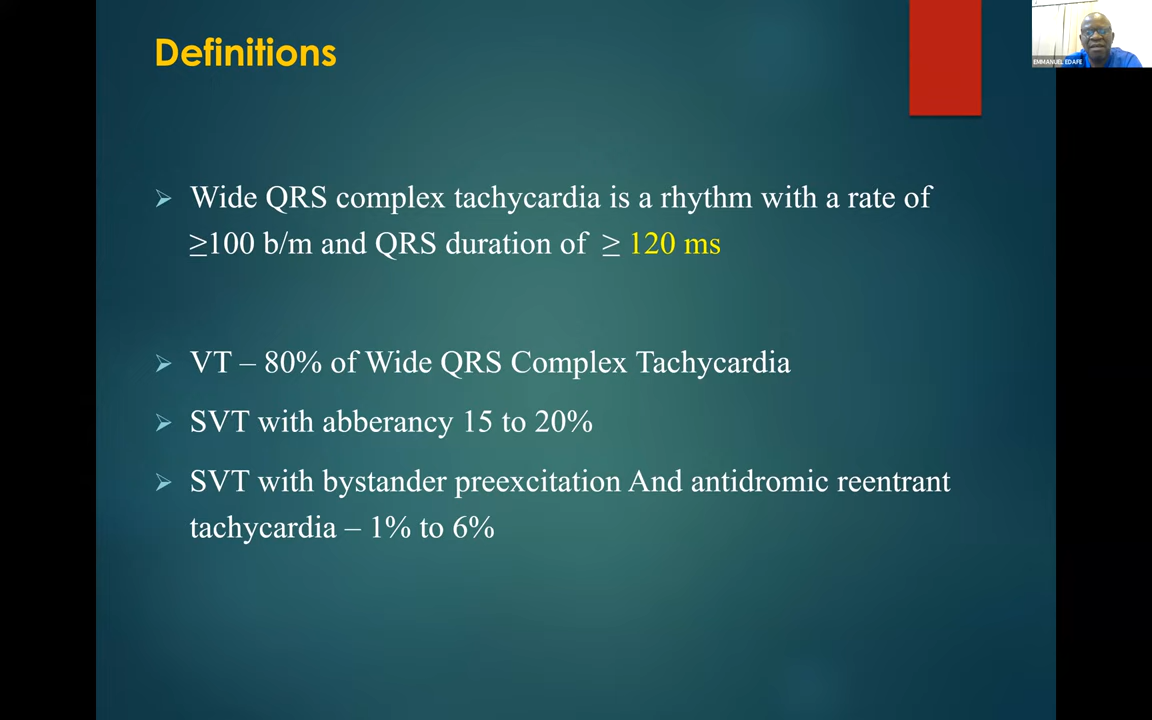 Definitions
EMMANUEL EDAFE
➢ Wide QRS complex tachycardia is a rhythm with a rate of
≥100 b/m and QRS duration of ≥ 120 ms
➢ VT – 80% of Wide QRS Complex Tachycardia
➢ SVT with abberancy 15 to 20%
➢ SVT with bystander preexcitation And antidromic reentrant
tachycardia – 1% to 6%